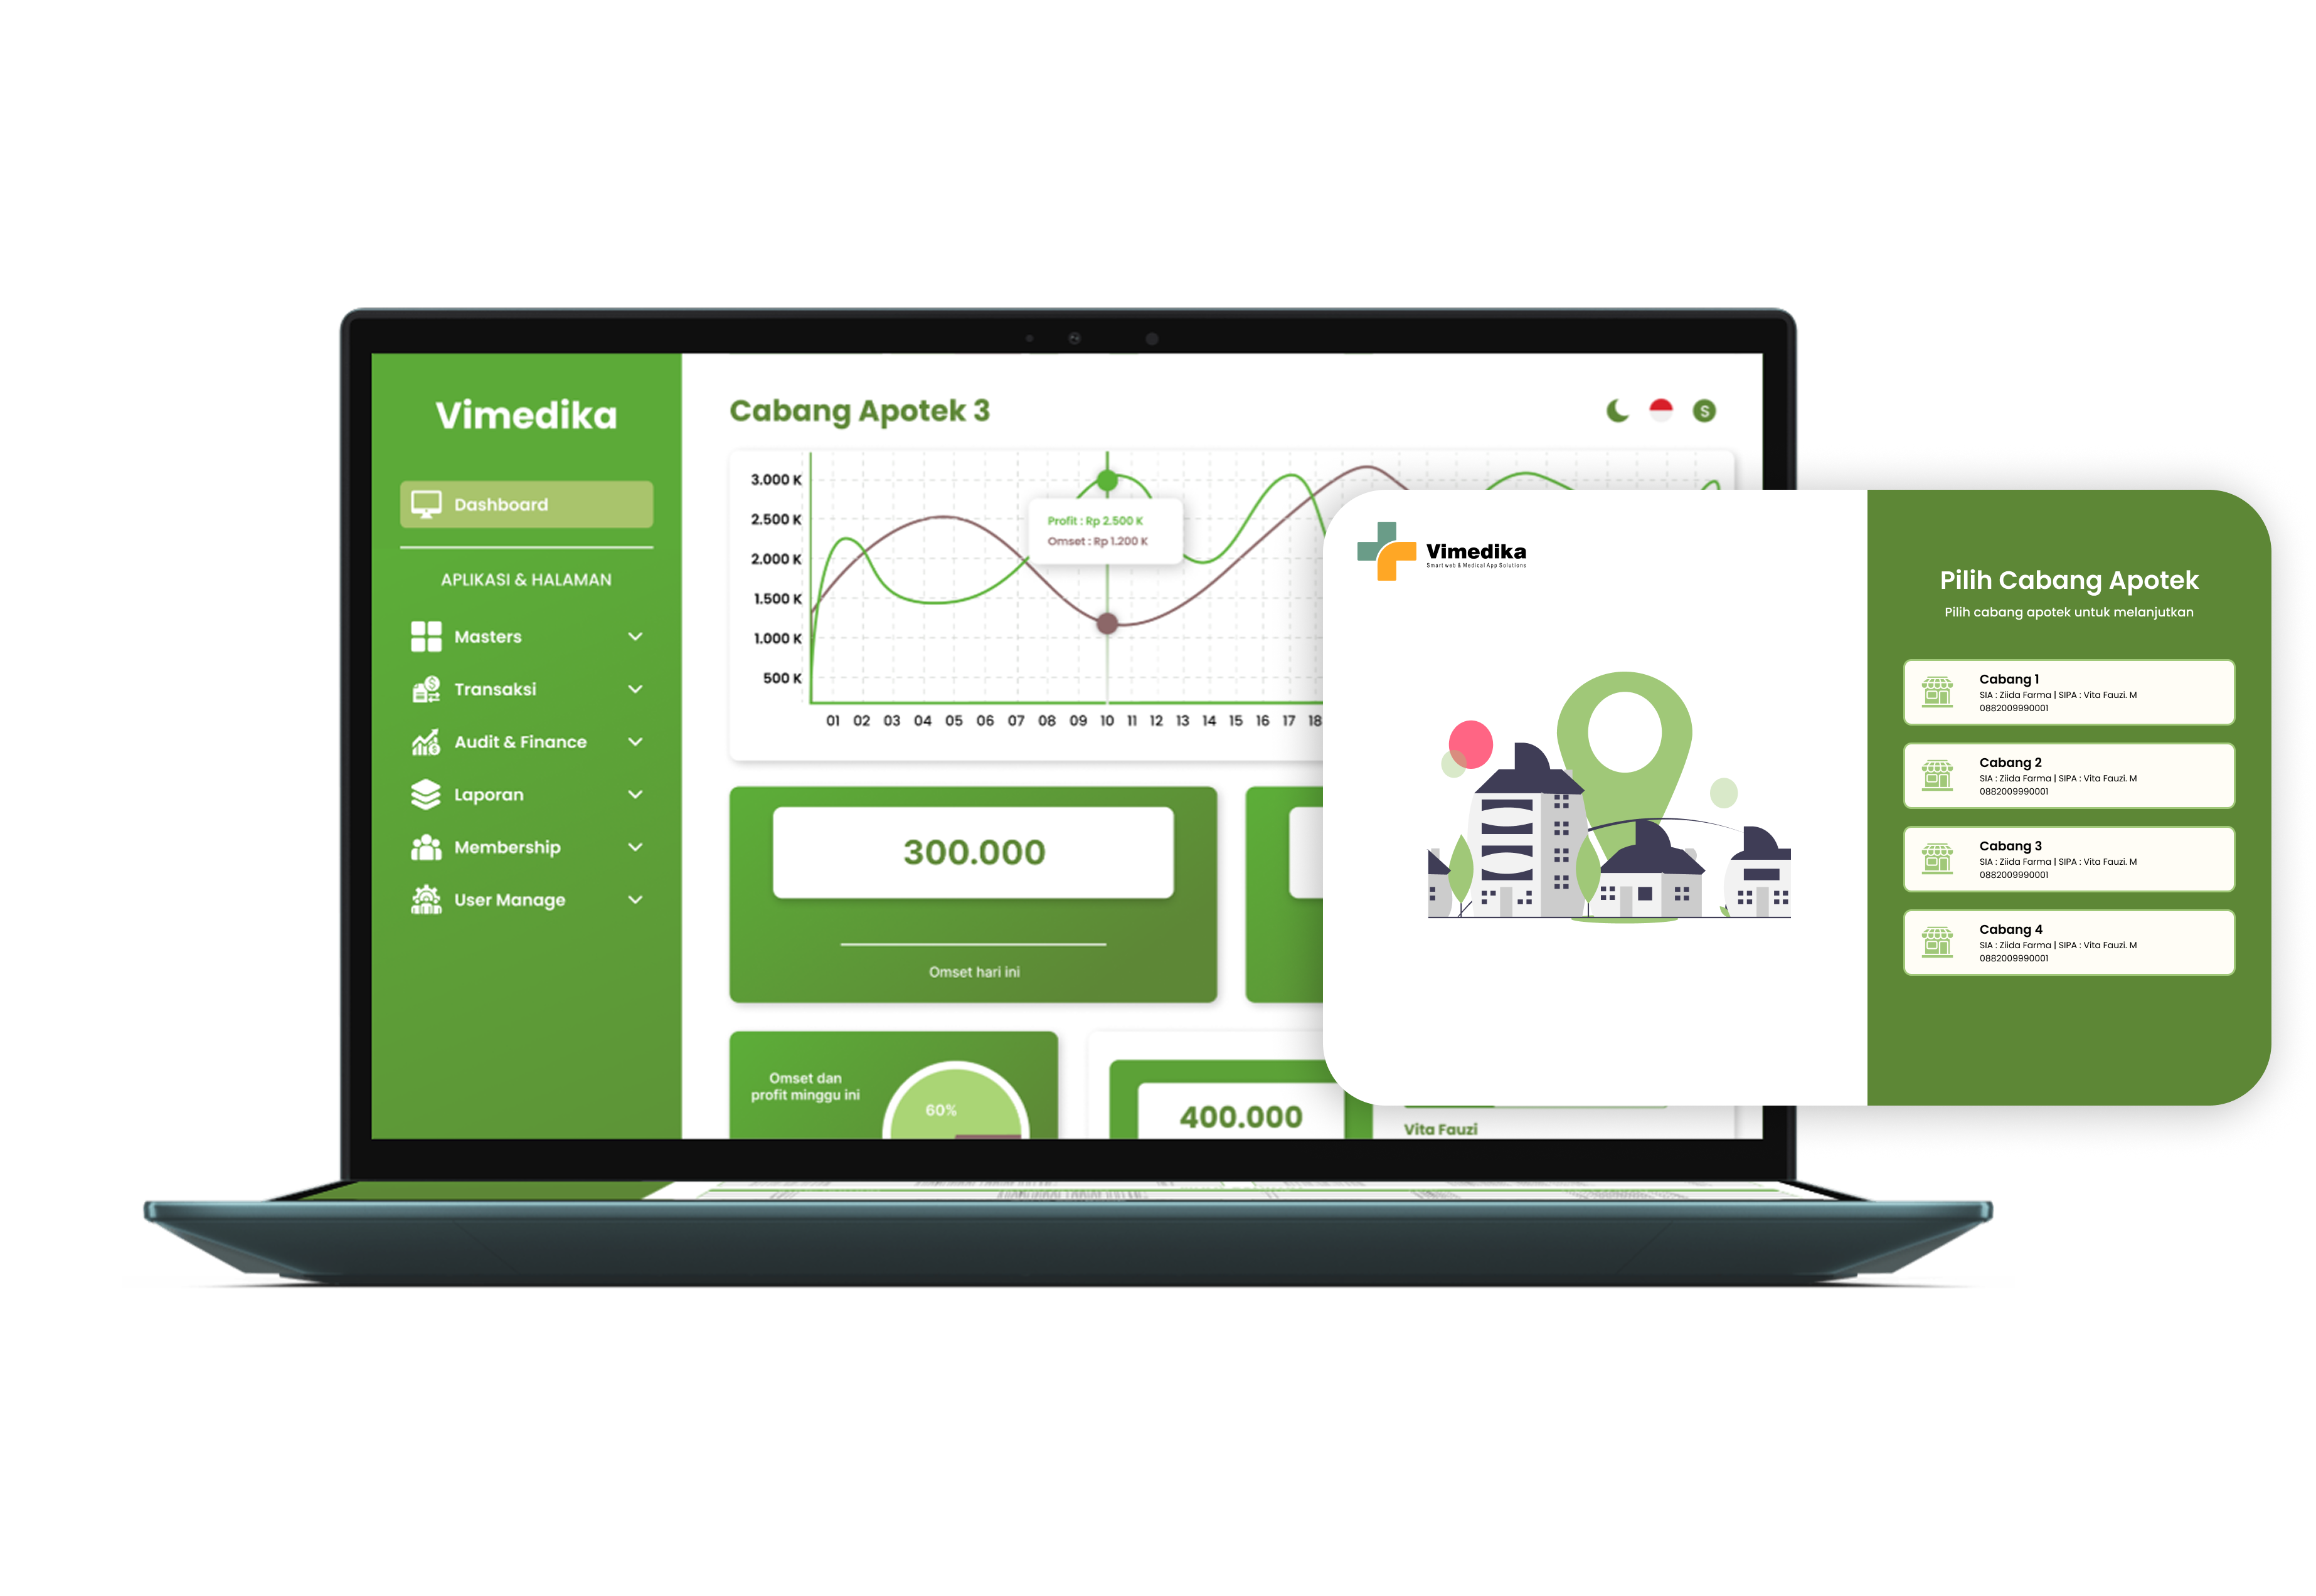 Vimedika
Dashboard
APLIKASI & HALAMAN
Masters
Transaksi
Audit & Finance
Laporan
Membership
User Manage
Cabang Apotek 3
S
3.000 K
2.500 K
2.000 K
1.500 K
1.000 K
500 K
Profit : Rp 2.500 K
Omset : Rp 1.200 K
01 02 03 04 05 06 07 08 09 10 11 12 13 14 15 16 17 18
300.000
Omset hari ini
Omset dan
profit minggu ini
60%
400.000
Vita Fauzi
Vimedika
Smart web & Medical App Solutions
Pilih Cabang Apotek
Pilih cabang apotek untuk melanjutkan
Cabang 1
SIA : Ziida Farma | SIPA : Vita Fauzi. M
0882009990001
Cabang 2
SIA : Ziida Farma | SIPA : Vita Fauzi. M
0882009990001
Cabang 3
SIA : Ziida Farma | SIPA : Vita Fauzi. M
0882009990001
Cabang 4
SIA : Ziida Farma | SIPA : Vita Fauzi. M
0882009990001